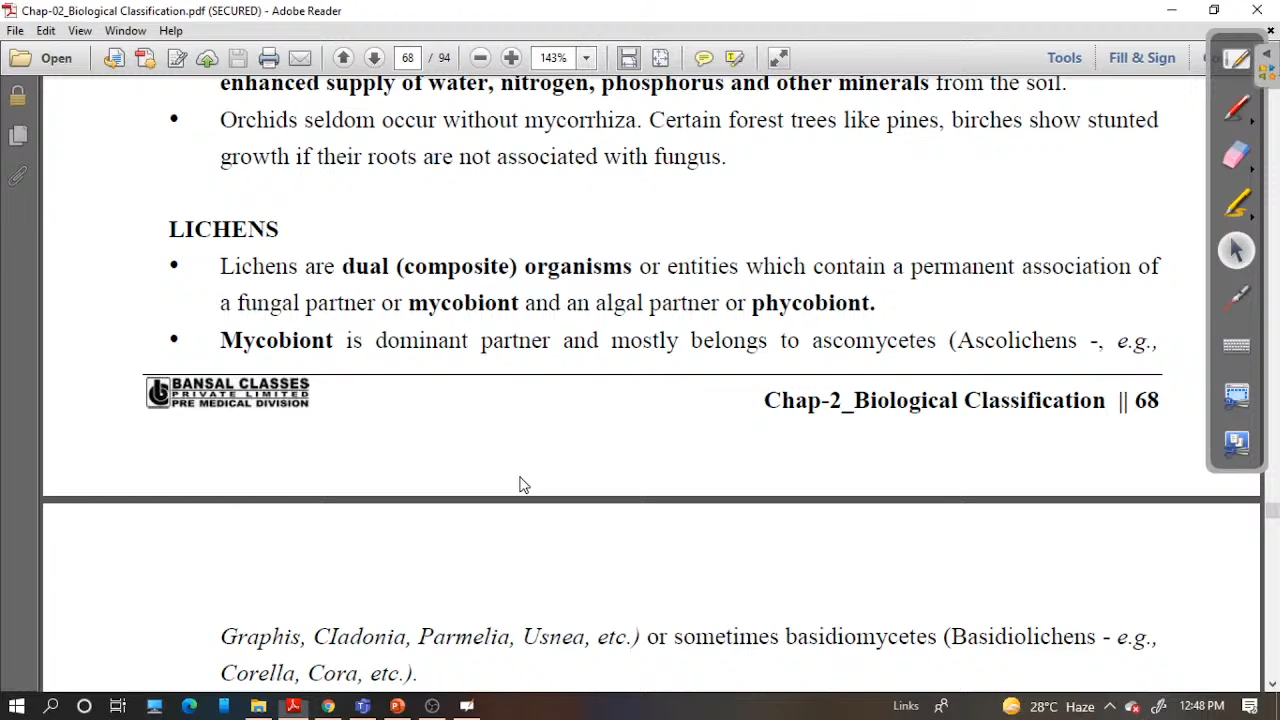 Chap-02_Biological Classification.pdf (SECURED) - Adobe Reader
File Edit View Window Help
Open 68 / 94 143% Tools Fill & Sign
enhanced supply of water, nitrogen, phosphorus and other minerals from the soil.
• Orchids seldom occur without mycorrhiza. Certain forest trees like pines, birches show stunted
growth if their roots are not associated with fungus.
LICHENS
• Lichens are dual (composite) organisms or entities which contain a permanent association of
a fungal partner or mycobiont and an algal partner or phycobiont.
• Mycobiont is dominant partner and mostly belongs to ascomycetes (Ascolichens -, e.g.,
BANSAL CLASSES
PRIVATE LIMITED
PRE MEDICAL DIVISION
Chap-2_Biological Classification || 68
Graphis, CIadonia, Parmelia, Usnea, etc.) or sometimes basidiomycetes (Basidiolichens - e.g.,
Corella, Cora, etc.).
Links 28°C Haze 12:48 PM